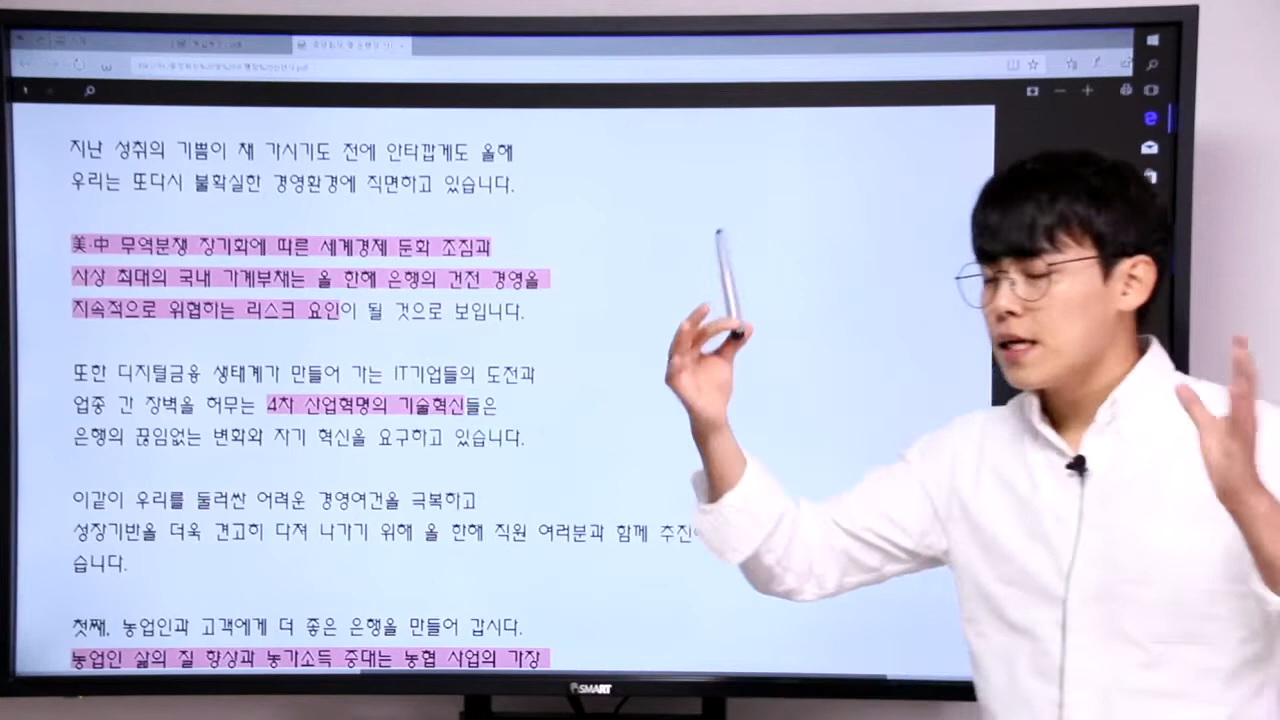 지난 성취의 기쁨이 채 가시기도 전에 안타깝게도 올해
우리는 또다시 불확실한 경영환경에 직면하고 있습니다.
美·中 무역분쟁 장기화에 따른 세계경제 둔화 조짐과
사상 최대의 국내 가계부채는 올 한해 은행의 건전 경영을
지속적으로 위협하는 리스크 요인이 될 것으로 보입니다.
또한 디지털금융 생태계가 만들어 가는 IT기업들의 도전과
업종 간 장벽을 허무는 4차 산업혁명의 기술혁신들은
은행의 끊임없는 변화와 자기 혁신을 요구하고 있습니다.
이같이 우리를 둘러싼 어려운 경영여건을 극복하고
성장기반을 더욱 견고히 다져 나가기 위해 올 한해 직원 여러분과 함께 추진
습니다.
첫째, 농업인과 고객에게 더 좋은 은행을 만들어 갑시다.
농업인 삶의 질 향상과 농가소득 증대는 농협 사업의 가장
SMART